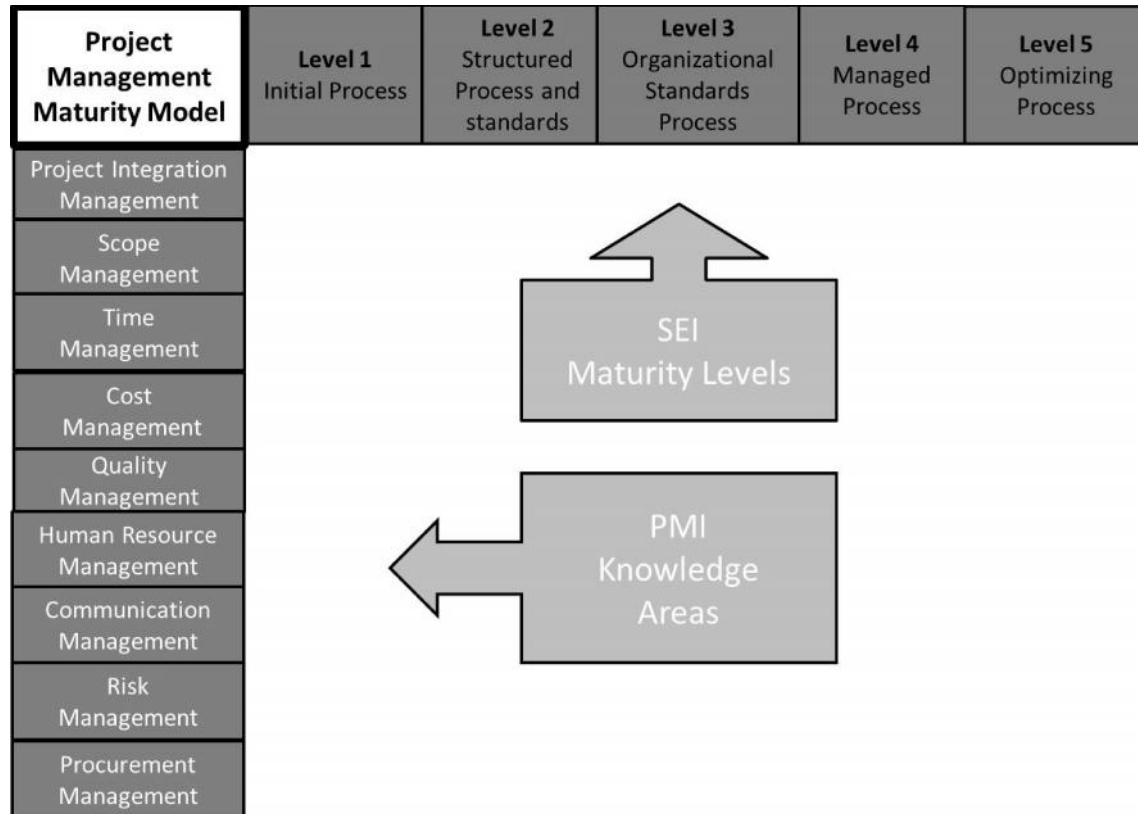 Project
Management
Maturity Model
Level 1
Initial Process
Level 2
Structured
Process and
standards
Level 3
Organizational
Standards
Process
Level 4
Managed
Process
Level 5
Optimizing
Process
Project Integration
Management
Scope
Management
Time
Management
Cost
Management
Quality
Management
Human Resource
Management
Communication
Management
Risk
Management
Procurement
Management
SEI
Maturity Levels
PMI
Knowledge
Areas